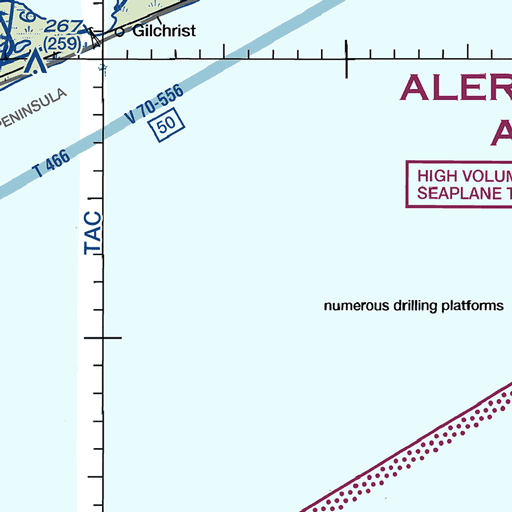 267
(259)
Gilchrist
PENINSULA
V 70-556
50
T 466
TAC
ALER
A
HIGH VOLUM
SEAPLANE T
numerous drilling platforms